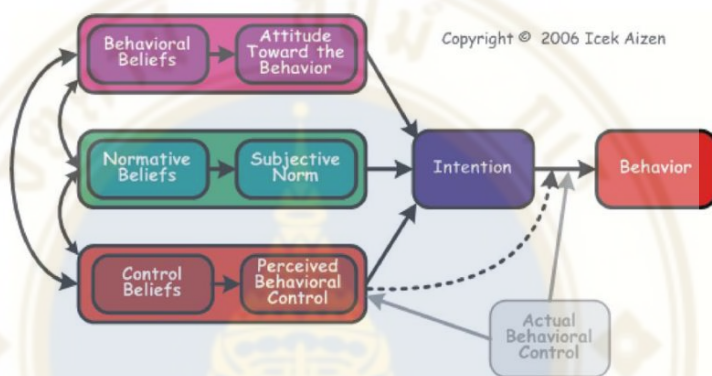 Behavioral
Beliefs
Attitude
Toward the
Behavior
Copyright © 2006 Icek Aizen
Normative
Beliefs
Subjective
Norm
Intention
Behavior
Control
Beliefs
Perceived
Behavioral
Control
Actual
Behavioral
Control